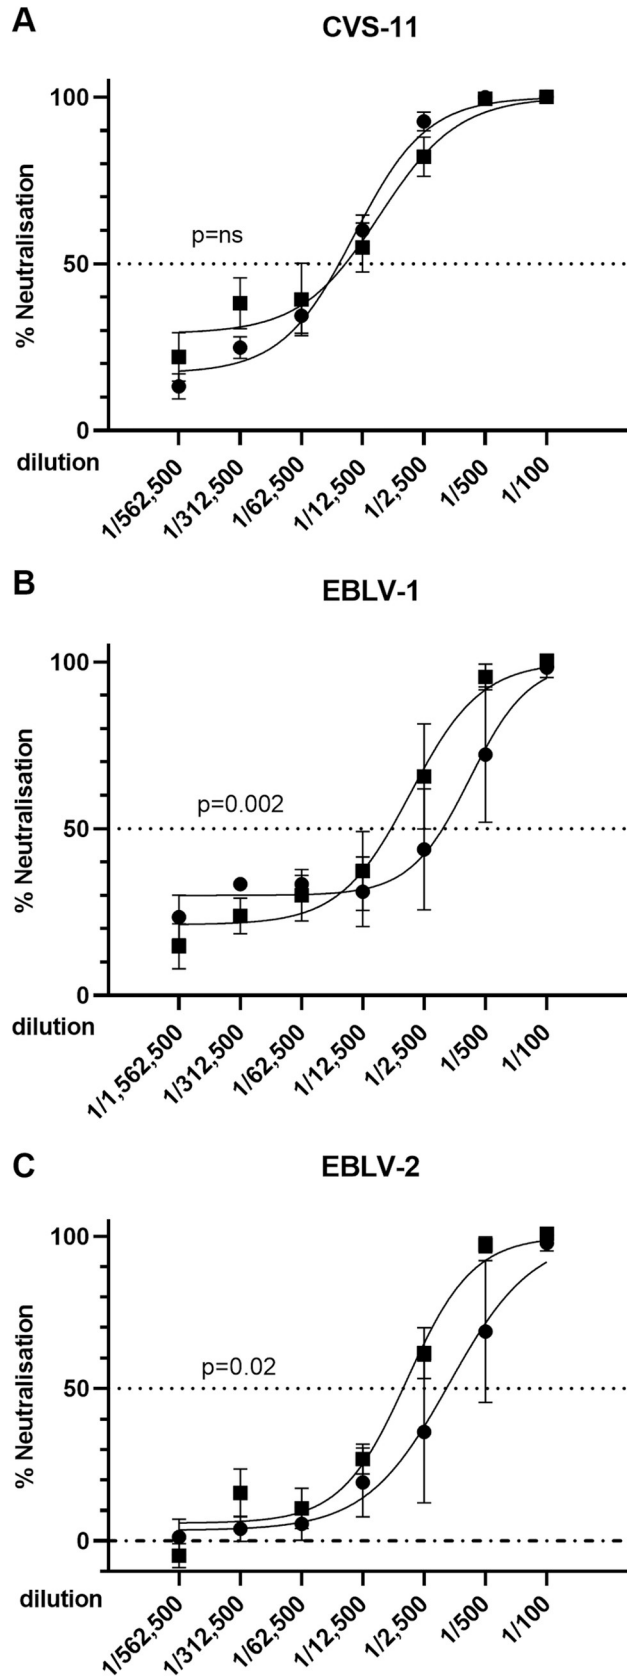 A
CVS-11
% Neutralisation
100
50
0
p=ns
dilution
1/562,500
1/312,500
1/62,500
1/12,500
1/2,500
1/500
1/100
B
EBLV-1
% Neutralisation
100
50
0
p=0.002
dilution
1/1,562,500
1/312,500
1/62,500
1/12,500
1/2,500
1/500
1/100
C
EBLV-2
% Neutralisation
100
50
0
p=0.02
dilution
1/562,500
1/312,500
1/62,500
1/12,500
1/2,500
1/500
1/100